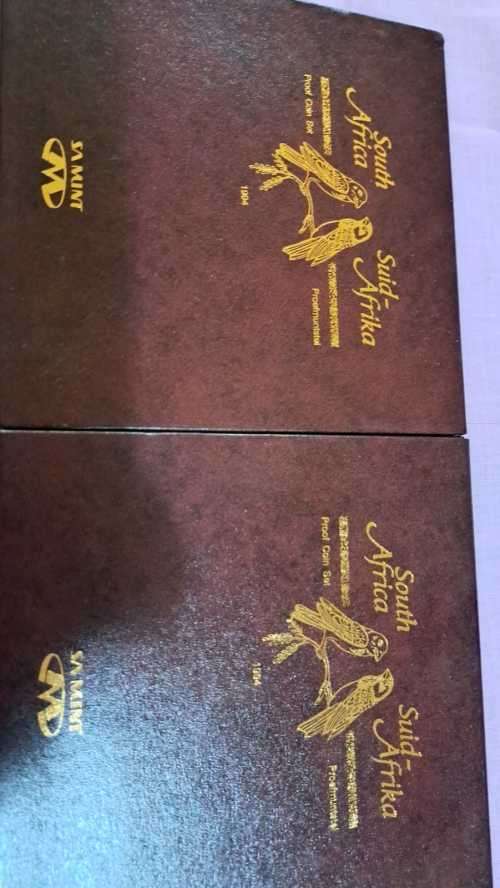 South
Africa
Proof Coin Set
Suid-
Afrika
Proefmuntstel
1994
SA MINT
South
Africa
Proof Coin Set
Suid-
Afrika
Proefmuntstel
1994
SA MINT